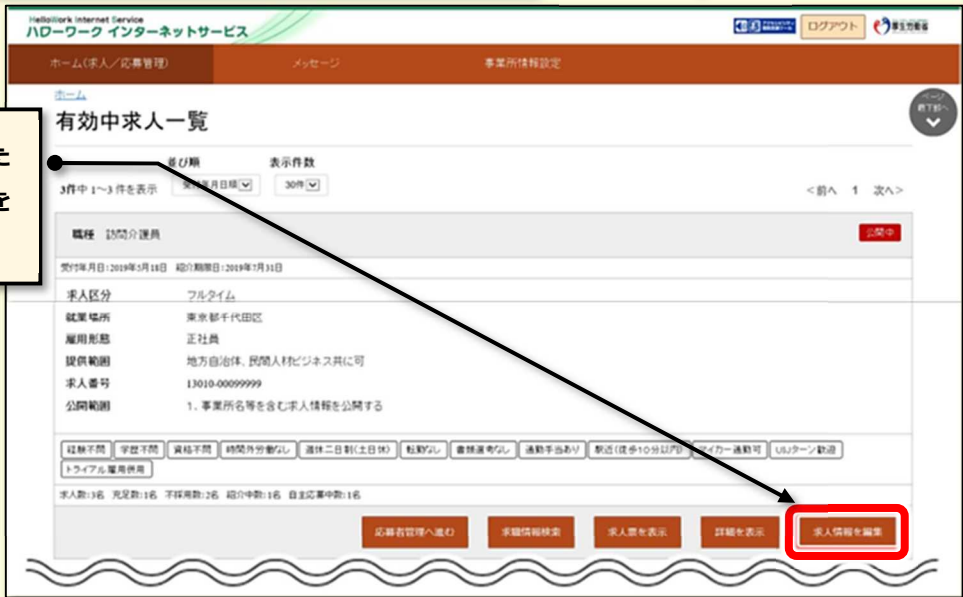 HelloWork Internet Service
ハローワーク インターネットサービス
ログアウト
厚生労働省
ホーム(求人/応募管理)
メッセージ
事業所情報設定
ホーム
有効中求人一覧
た
を
並び順
表示件数
3件中 1～3 件を表示
受付年月日順
30件
<前へ 1 次へ>
職種 訪問介護員
公開中
受付年月日:2019年5月18日 紹介期限日:2019年7月31日
求人区分 フルタイム
就業場所 東京都千代田区
雇用形態 正社員
提供範囲 地方自治体、民間人材ビジネス共に可
求人番号 13010-00099999
公開範囲 1. 事業所名等を含む求人情報を公開する
経験不問 学歴不問 資格不問 時間外労働なし 週休二日制(土日休) 転勤なし 書類選考なし 通勤手当あり 駅近(徒歩10分以内) マイカー通勤可 UIJターン歓迎
トライアル雇用併用
求人数:3名 充足数:1名 不採用数:2名 紹介中数:1名 自主応募中数:1名
応募者管理へ進む
求職情報検索
求人票を表示
詳細を表示
求人情報を編集